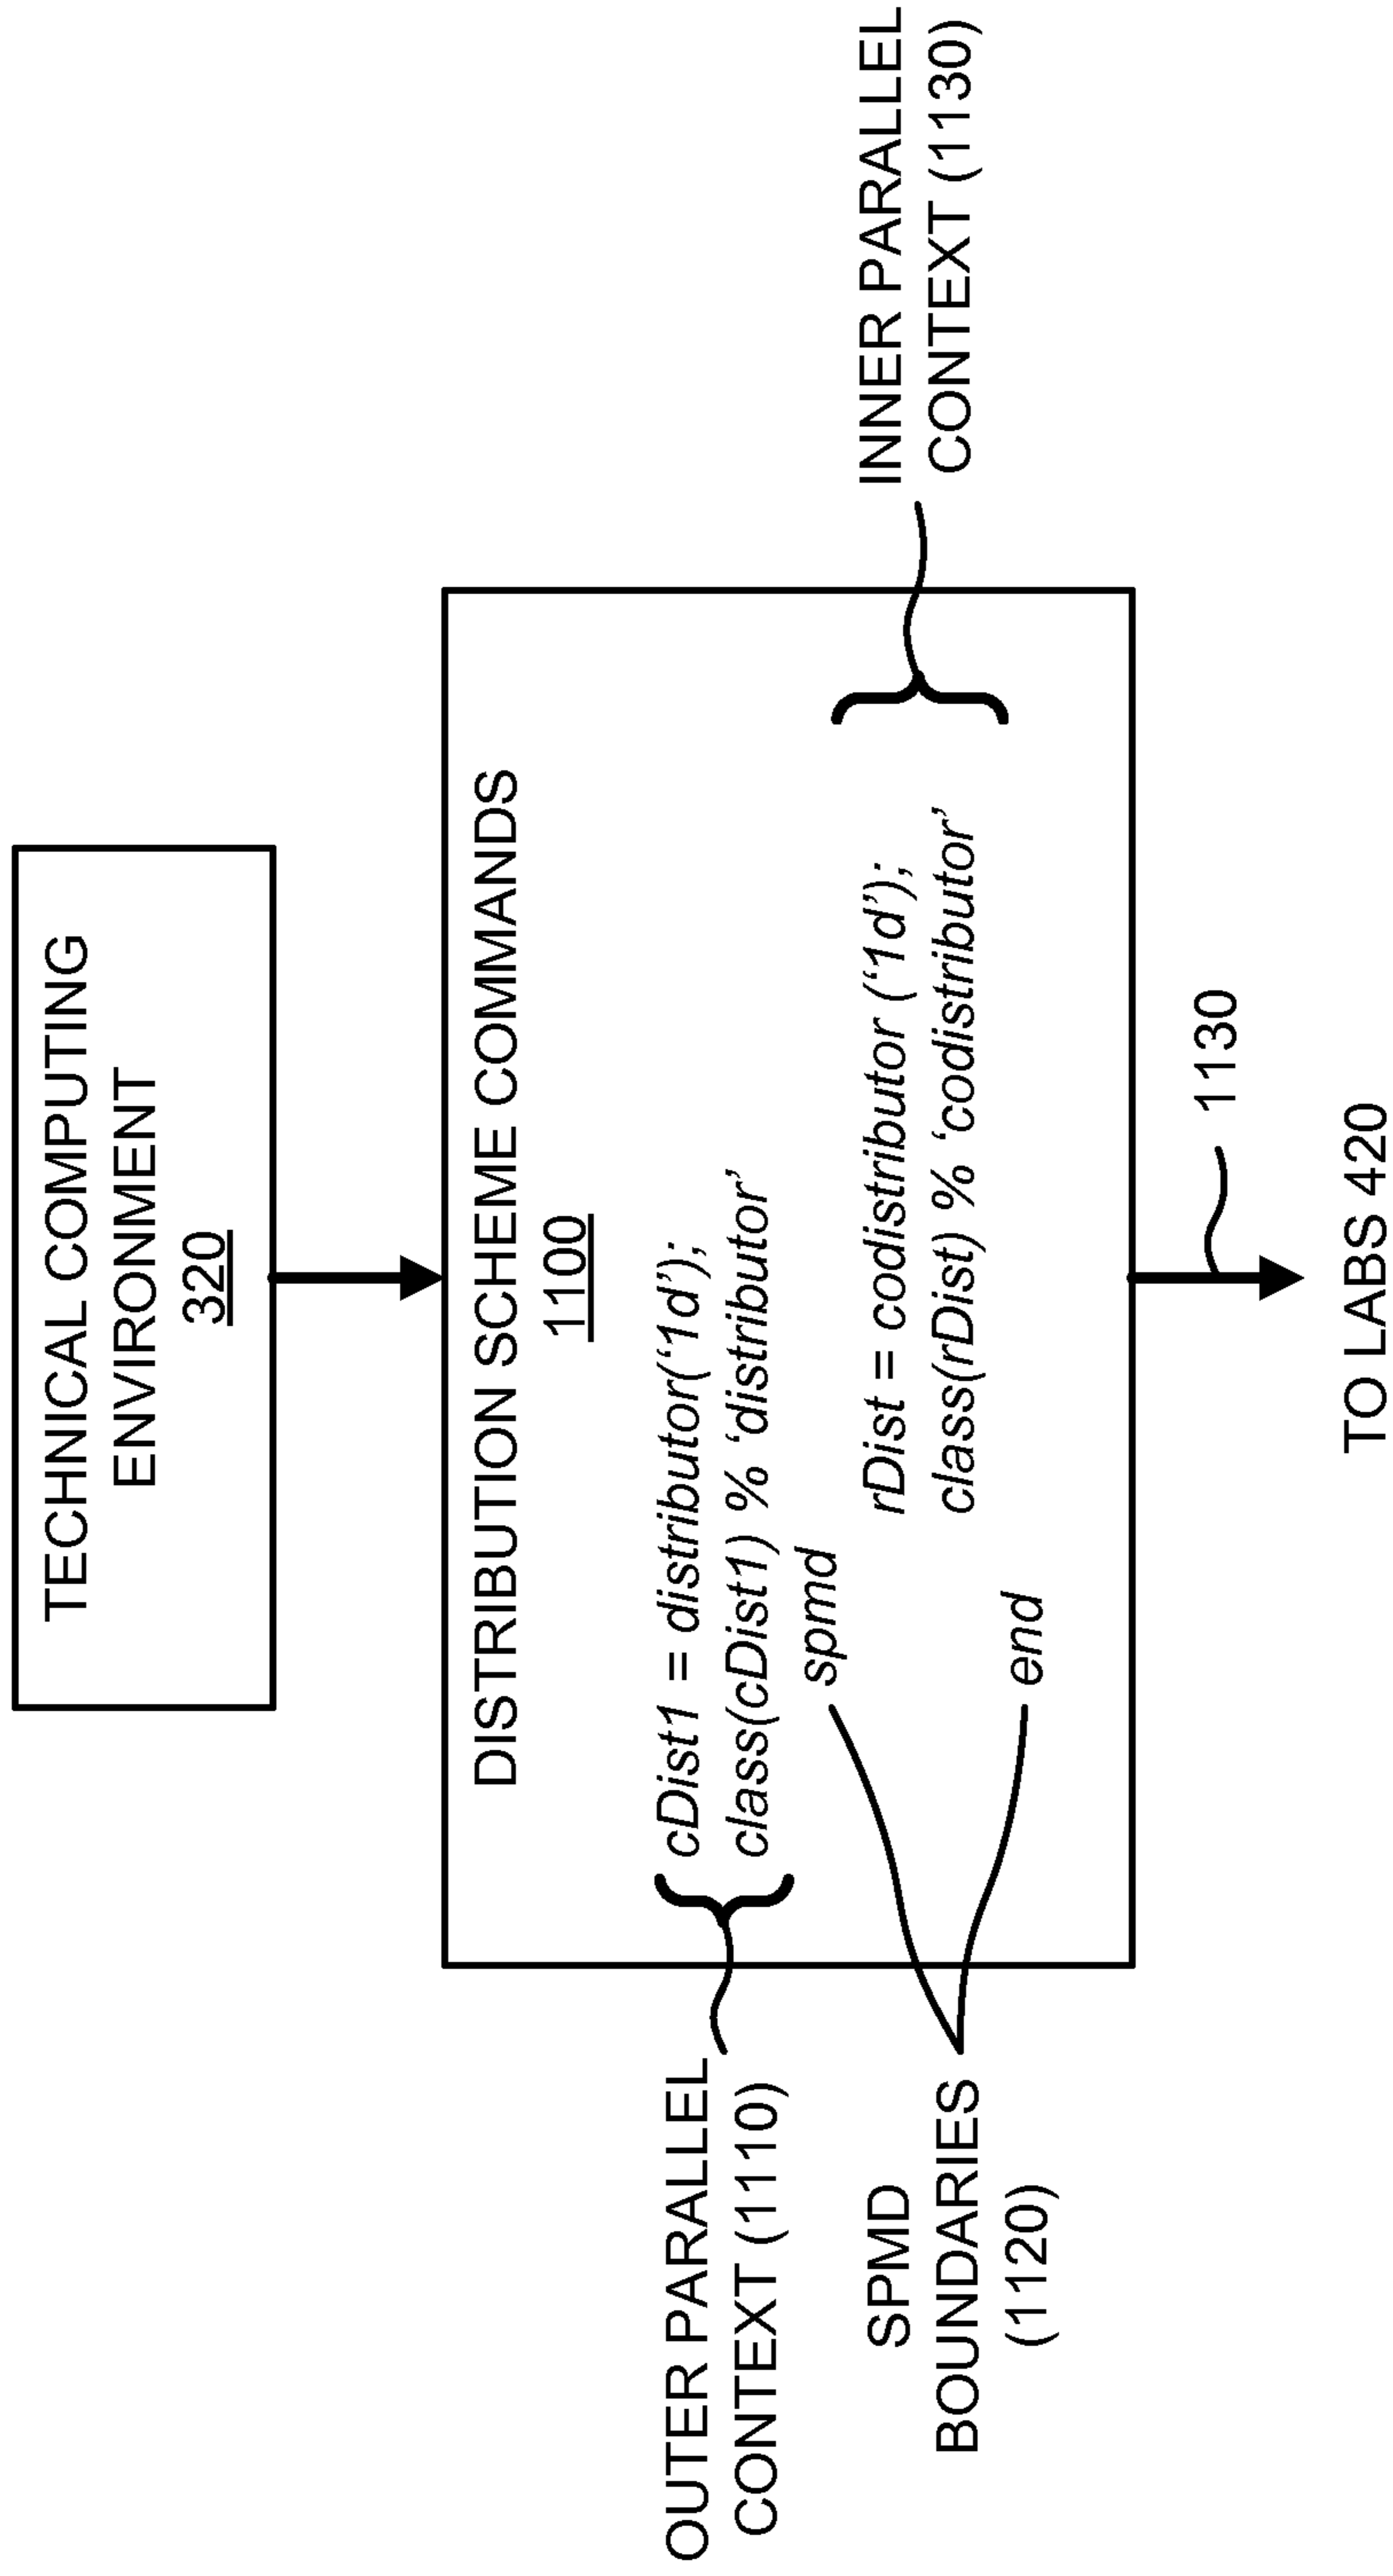 TECHNICAL COMPUTING
ENVIRONMENT
320
DISTRIBUTION SCHEME COMMANDS
1100
OUTER PARALLEL
CONTEXT (1110)
cDist1 = distributor(‘1d’);
class(cDist1) % ‘distributor’
SPMD
BOUNDARIES
(1120)
spmd
rDist = codistributor (‘1d’);
class(rDist) % ‘codistributor’
end
INNER PARALLEL
CONTEXT (1130)
1130
TO LABS 420